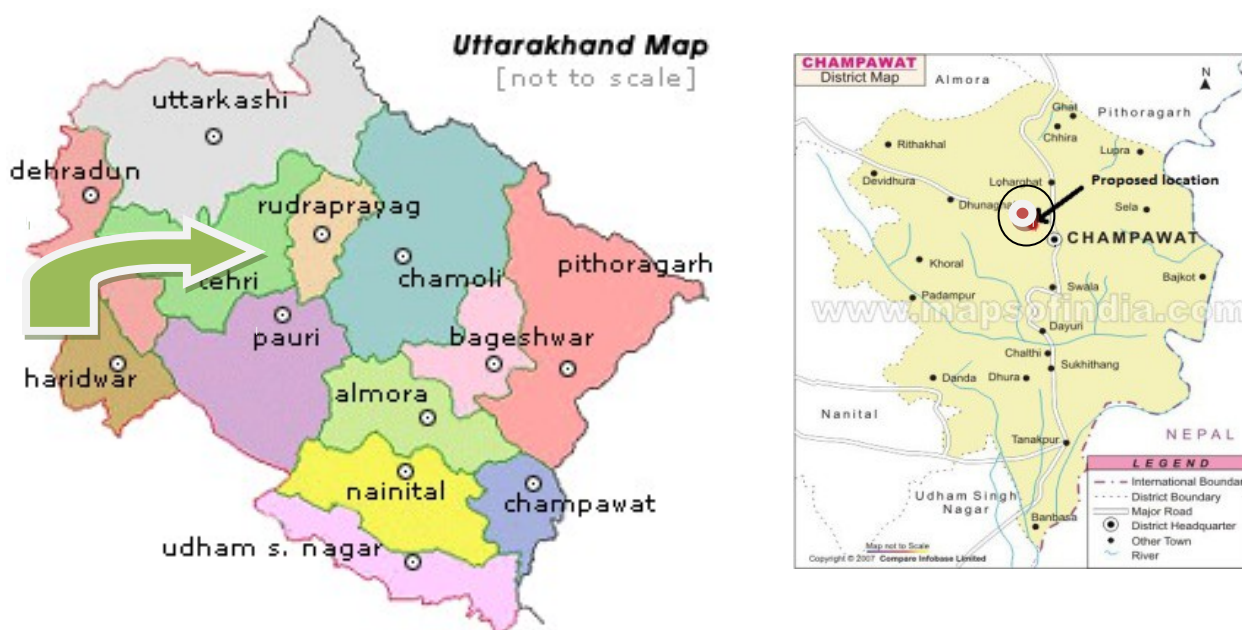 Uttarakhand Map
[not to scale]
uttarkashi
dehradun
rudraprayag
tehri
chamoli
pithoragarh
pauri
bageshwar
haridwar
almora
nainital
champawat
udham s. nagar
CHAMPAWAT
District Map
Almora
N
Ghat
Pithoragarh
Chhira
Rithakhal
Lupra
Devidhura
Loharghat
Proposed location
Dhunagha
Sela
CHAMPAWAT
Khoral
Bajkot
Swala
Padampur
www.mapsofindia.com
Dayuri
Chalthi
Sukhithang
Danda
Dhura
Nanital
Tanakpur
NEPAL
LEGEND
International Boundar
District Boundary
Major Road
District Headquarter
Other Town
River
Udham Singh
Nagar
Banbasa
Map not to Scale
Copyright © 2007 Compare Infobase Limited